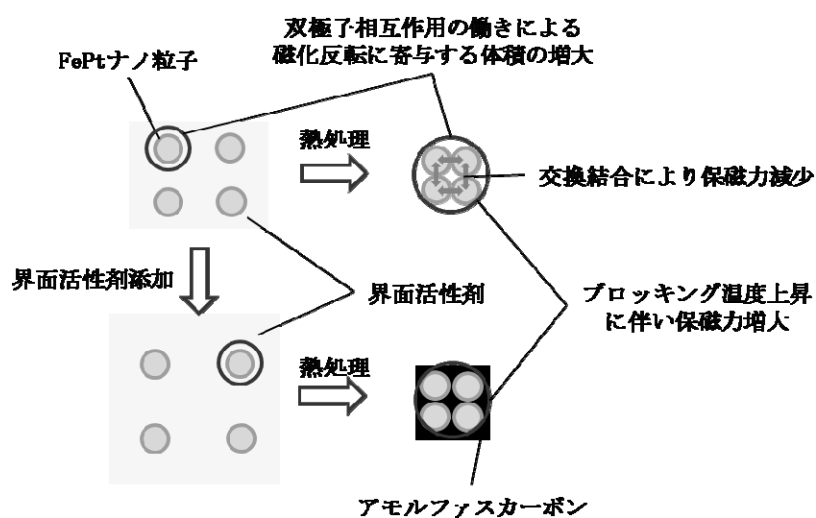 双極子相互作用の働きによる
磁化反転に寄与する体積の増大
FePtナノ粒子
熱処理
交換結合により保磁力減少
界面活性剤添加
界面活性剤
ブロッキング温度上昇
に伴い保磁力増大
熱処理
アモルファスカーボン